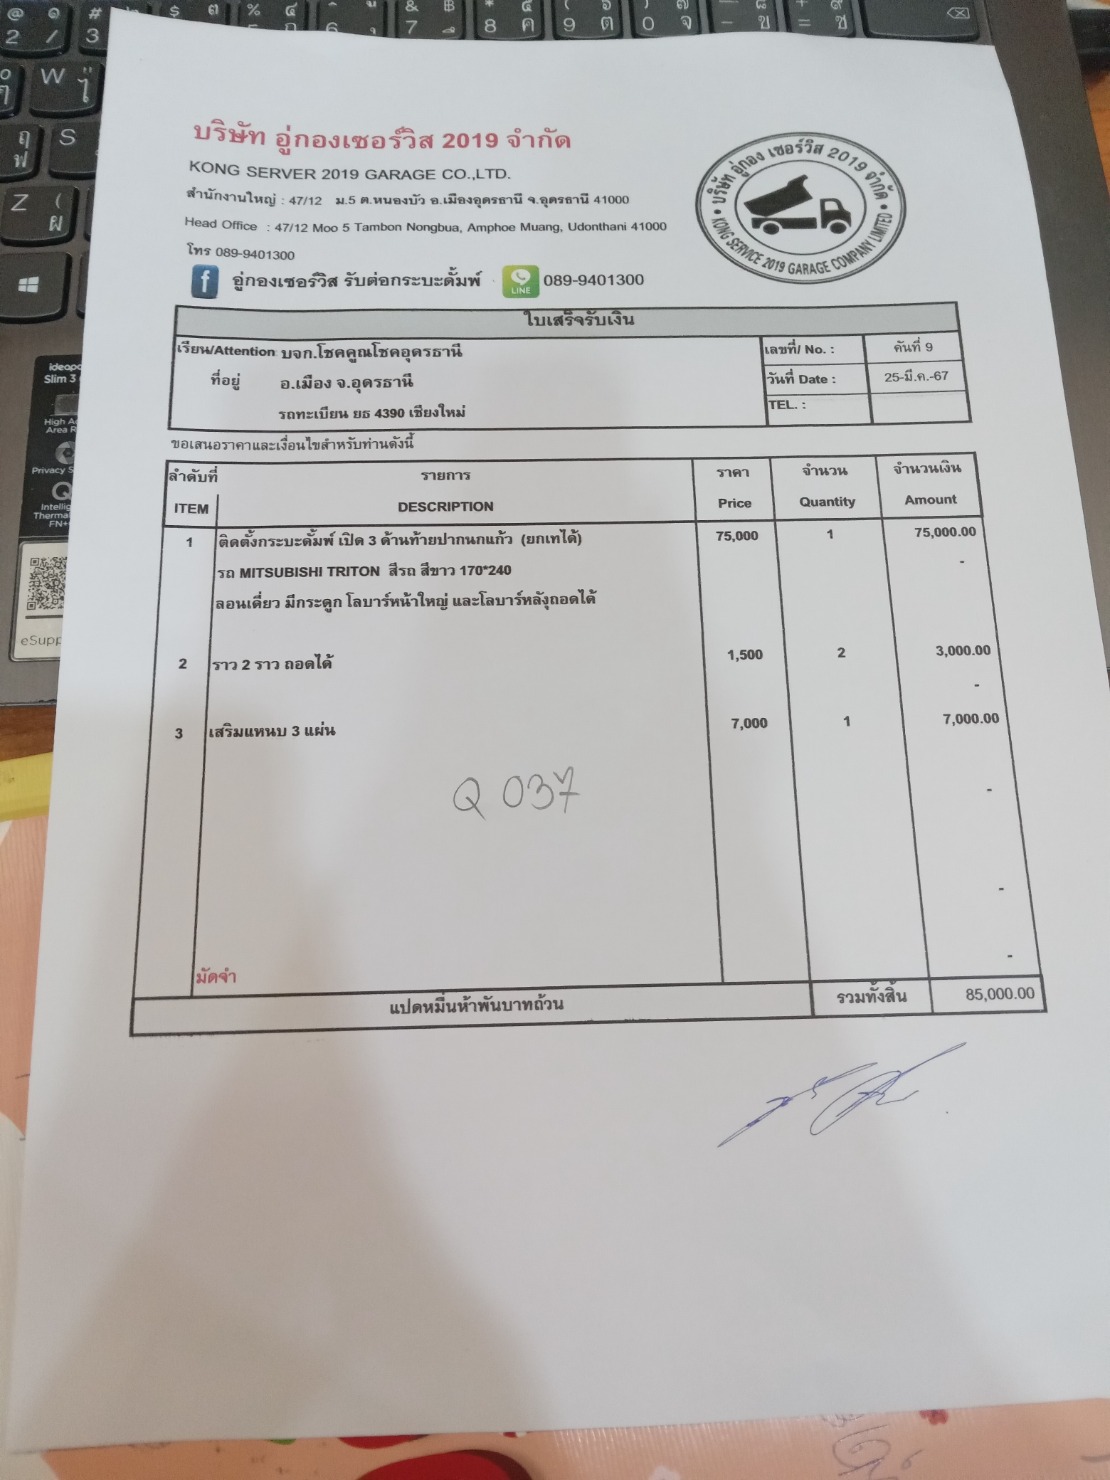 บริษัท อู่กองเซอร์วิส 2019 จำกัด
KONG SERVER 2019 GARAGE CO.,LTD.
สำนักงานใหญ่ : 47/12 ม.5 ต.หนองบัว อ.เมืองอุดรธานี จ.อุดรธานี 41000
Head Office : 47/12 Moo 5 Tambon Nongbua, Amphoe Muang, Udonthani 41000
โทร 089-9401300
f อู่กองเซอร์วิส รับต่อกระบะดั้มพ์ LINE 089-9401300
บริษัท อู่กอง เซอร์วิส 2019 จำกัด
KONG SERVICE 2019 GARAGE COMPANY LIMITED
ใบเสร็จรับเงิน
เรียน/Attention: บจก.โชคคูณโชคอุดรธานี เลขที่/ No. : คันที่ 9
ที่อยู่ อ.เมือง จ.อุดรธานี วันที่ Date : 25-มี.ค.-67
รถทะเบียน ยธ 4390 เชียงใหม่ TEL. :
ขอเสนอราคาและเงื่อนไขสำหรับท่านดังนี้
ลำดับที่ รายการ ราคา จำนวน จำนวนเงิน
ITEM DESCRIPTION Price Quantity Amount
1 ติดตั้งกระบะดั้มพ์ เปิด 3 ด้านท้ายปากนกแก้ว (ยกเทได้) 75,000 1 75,000.00
รถ MITSUBISHI TRITON สีรถ สีขาว 170*240 -
ลอนเดี่ยว มีกระดูก โลบาร์หน้าใหญ่ และโลบาร์หลังถอดได้
2 ราว 2 ราว ถอดได้ 1,500 2 3,000.00
-
3 เสริมแหนบ 3 แผ่น 7,000 1 7,000.00
Q 037
-
-
-
มัดจำ
แปดหมื่นห้าพันบาทถ้วน รวมทั้งสิ้น 85,000.00